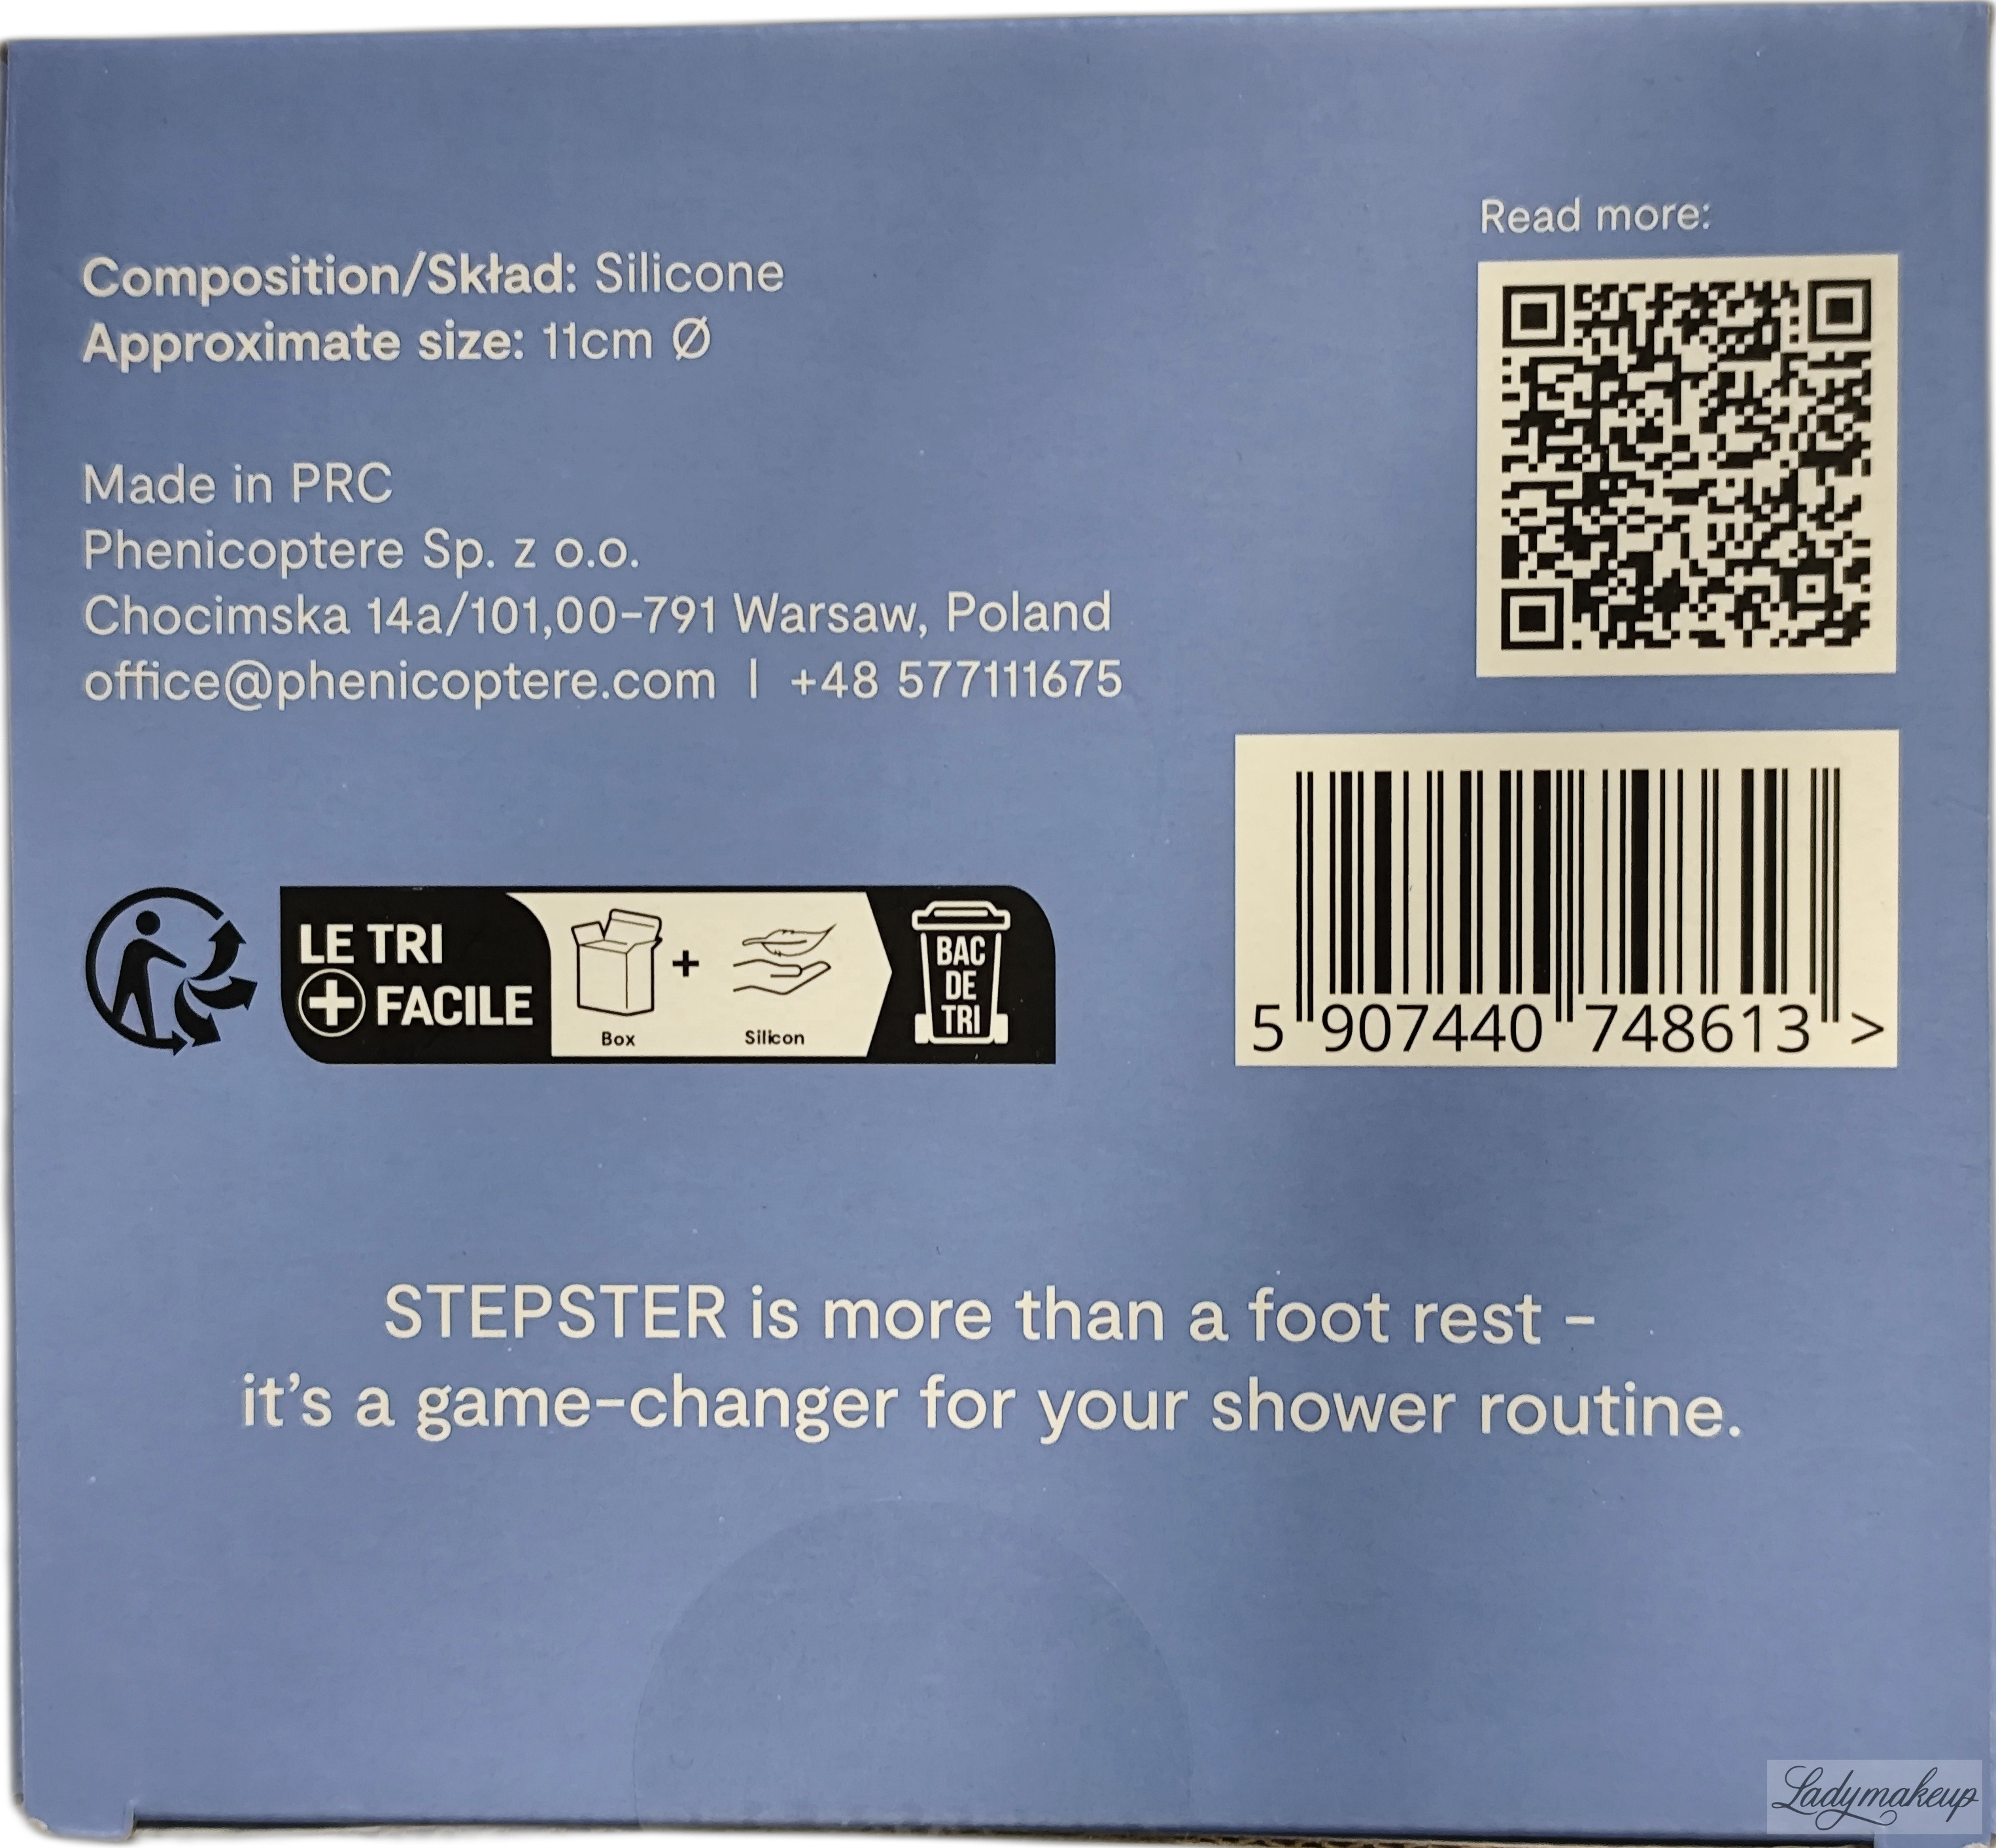 Read more:
Composition/Skład: Silicone
Approximate size: 11cm Ø
Made in PRC
Phenicoptere Sp. z o.o.
Chocimska 14a/101,00-791 Warsaw, Poland
office@phenicoptere.com | +48 577111675
LE TRI
+ FACILE
Box
+
Silicon
BAC
DE
TRI
5 907440 748613 >
STEPSTER is more than a foot rest –
it's a game-changer for your shower routine.
Ladymakeup